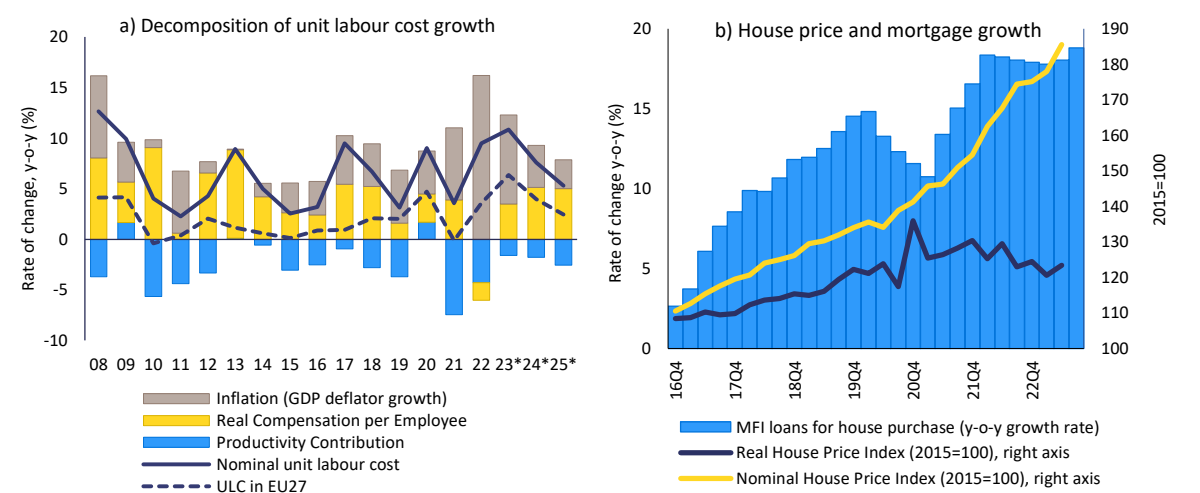 a) Decomposition of unit labour cost growth
Rate of change, y-o-y (%)
20
15
10
5
0
-5
-10
08 09 10 11 12 13 14 15 16 17 18 19 20 21 22 23* 24* 25*
Inflation (GDP deflator growth)
Real Compensation per Employee
Productivity Contribution
Nominal unit labour cost
ULC in EU27
b) House price and mortgage growth
Rate of change y-o-y (%)
20
15
10
5
0
190
180
170
160
150
140
130
120
110
100
2015=100
16Q4 17Q4 18Q4 19Q4 20Q4 21Q4 22Q4
MFI loans for house purchase (y-o-y growth rate)
Real House Price Index (2015=100), right axis
Nominal House Price Index (2015=100), right axis